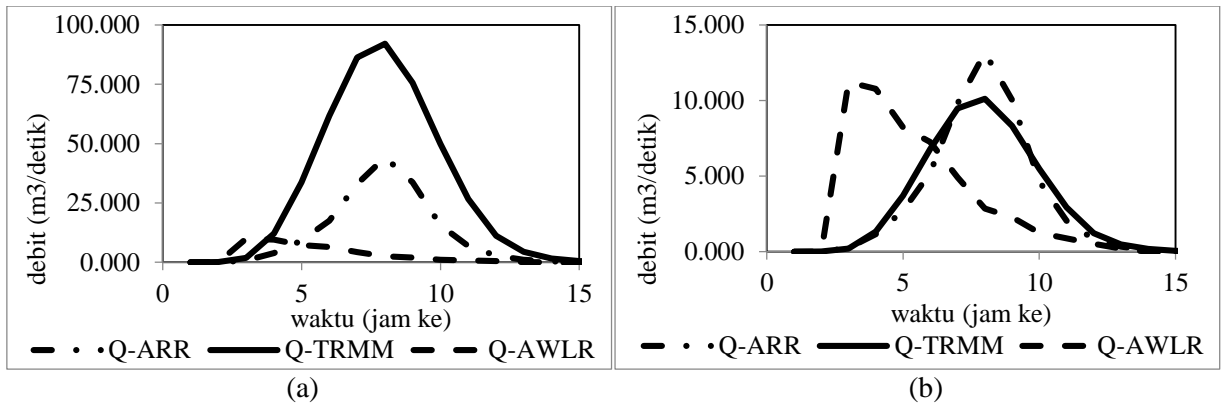 100.000
75.000
50.000
25.000
0.000
debit (m3/detik)
0 5 10 15
waktu (jam ke)
Q-ARR Q-TRMM Q-AWLR
(a)
15.000
10.000
5.000
0.000
debit (m3/detik)
0 5 10 15
waktu (jam ke)
Q-ARR Q-TRMM Q-AWLR
(b)